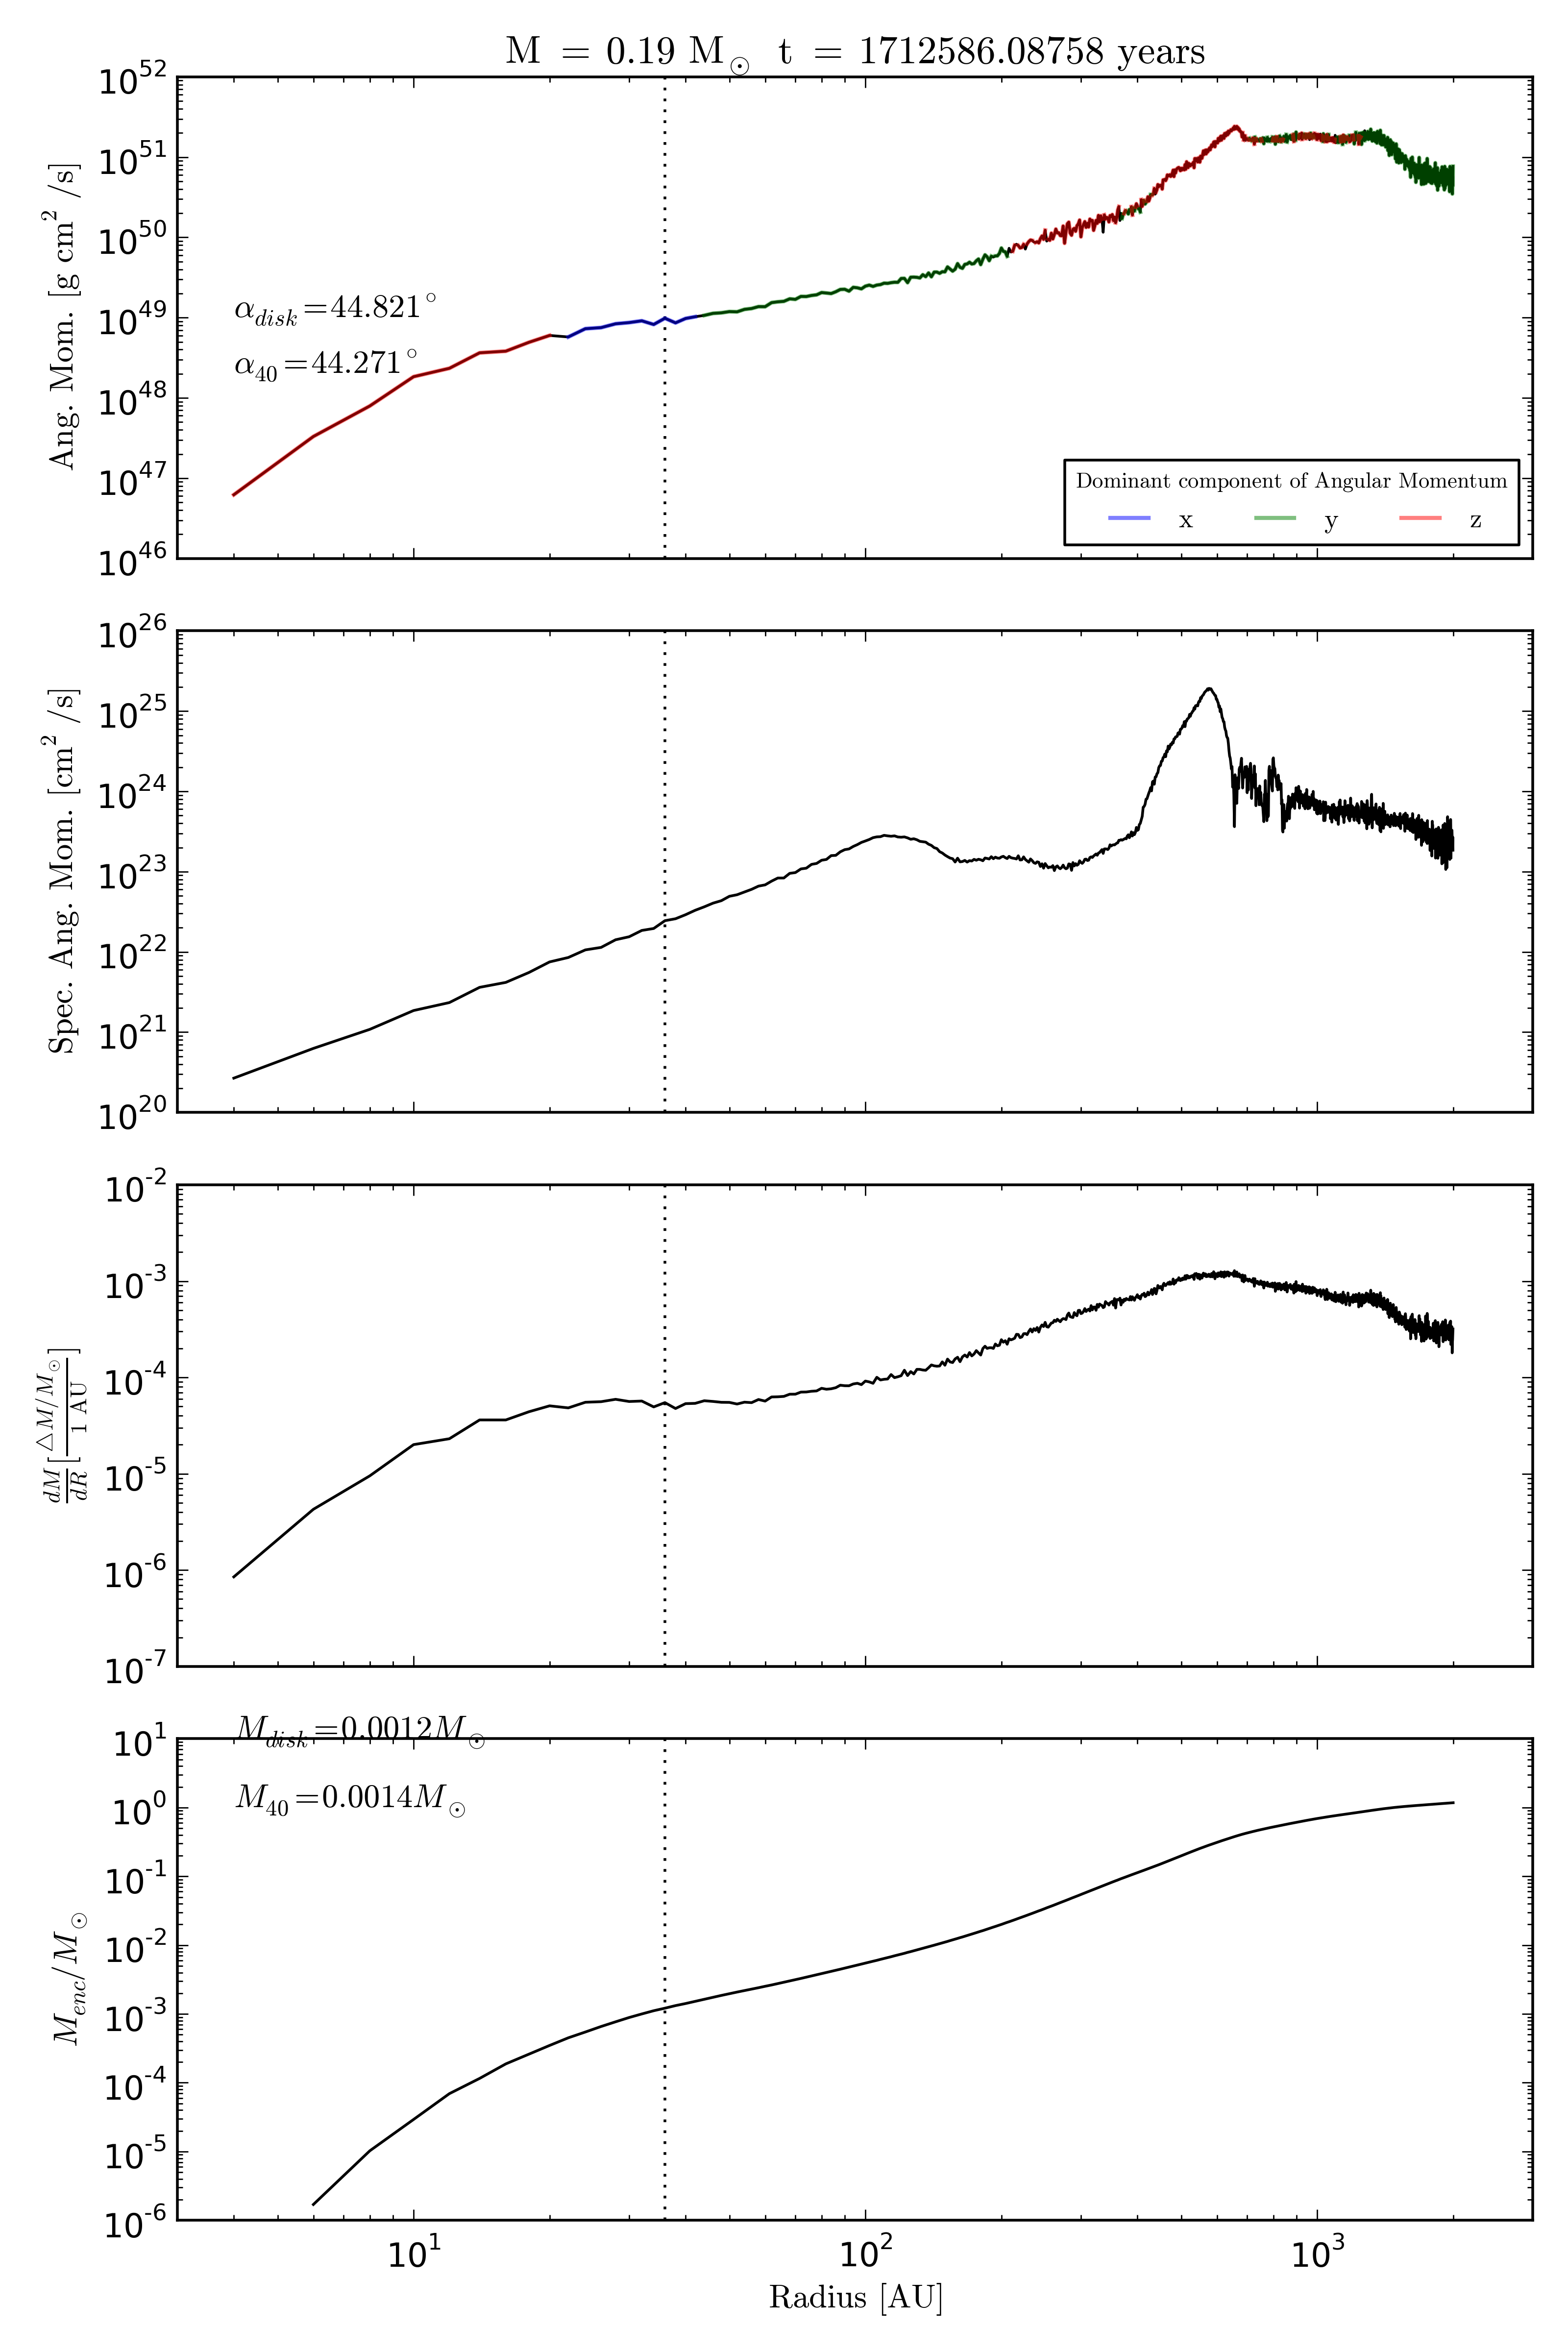 M = 0.19 M⊙ t = 1712586.08758 years
10^52
10^51
10^50
10^49
10^48
10^47
10^46
Ang. Mom. [g cm^2 /s]
α_disk=44.821°
α_40=44.271°
Dominant component of Angular Momentum
x y z
10^26
10^25
10^24
10^23
10^22
10^21
10^20
Spec. Ang. Mom. [cm^2 /s]
10^-2
10^-3
10^-4
10^-5
10^-6
10^-7
dM/dR [△M/M⊙ / 1 AU]
M_disk=0.0012M⊙
M_40=0.0014M⊙
10^1
10^0
10^-1
10^-2
10^-3
10^-4
10^-5
10^-6
M_enc/M⊙
10^1 10^2 10^3
Radius [AU]